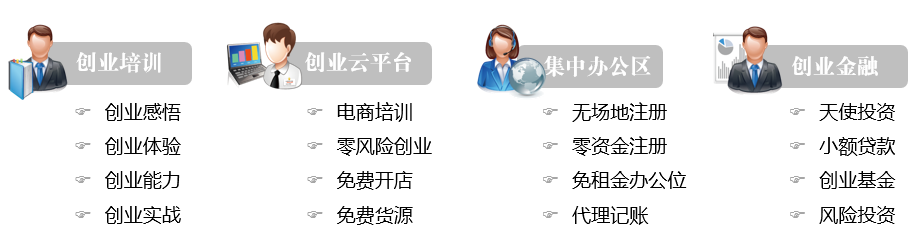 创业培训
创业感悟
创业体验
创业能力
创业实战
创业云平台
电商培训
零风险创业
免费开店
免费货源
集中办公区
无场地注册
零资金注册
免租金办公位
代理记账
创业金融
天使投资
小额贷款
创业基金
风险投资